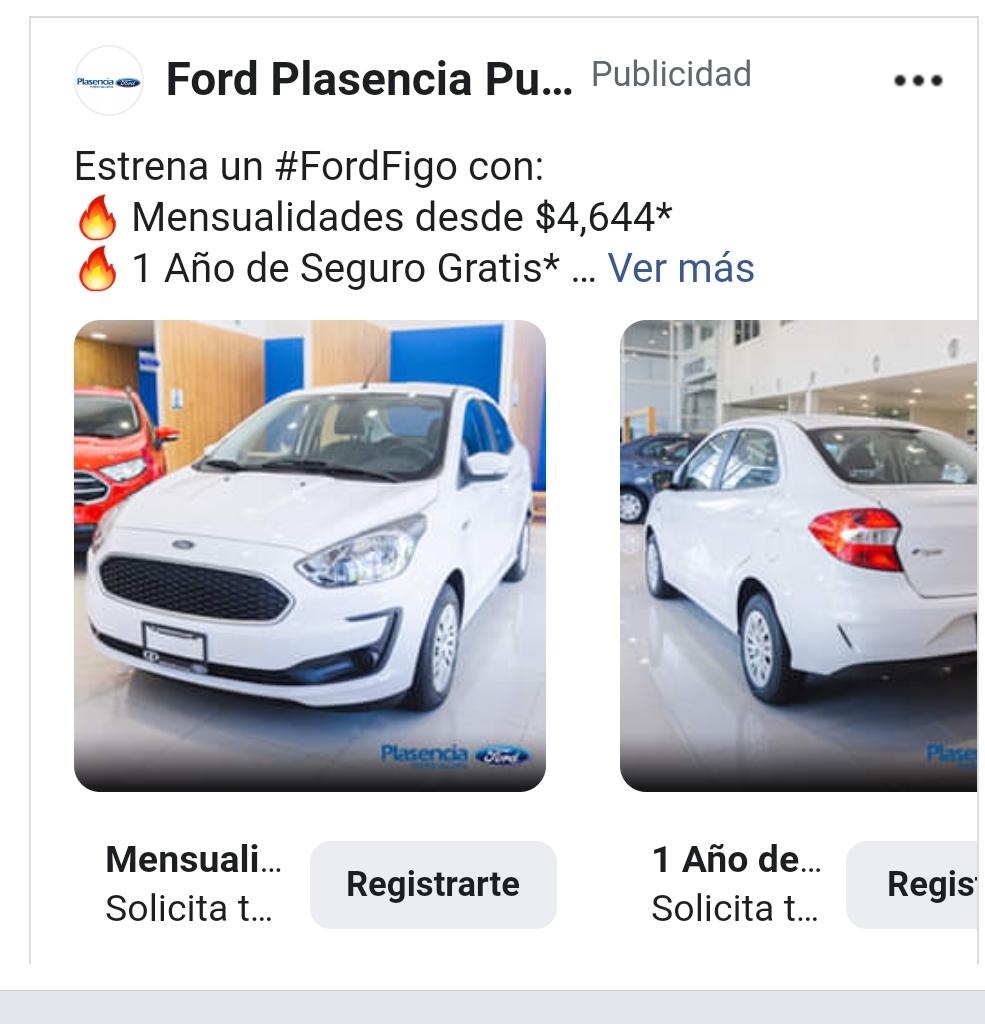 Plasencia Ford
Ford Plasencia Pu... Publicidad
Estrena un #FordFigo con:
🔥 Mensualidades desde $4,644*
🔥 1 Año de Seguro Gratis* ... Ver más
Plasencia Ford
Plase
Mensuali...
Solicita t...
Registrarte
1 Año de...
Solicita t...
Regist